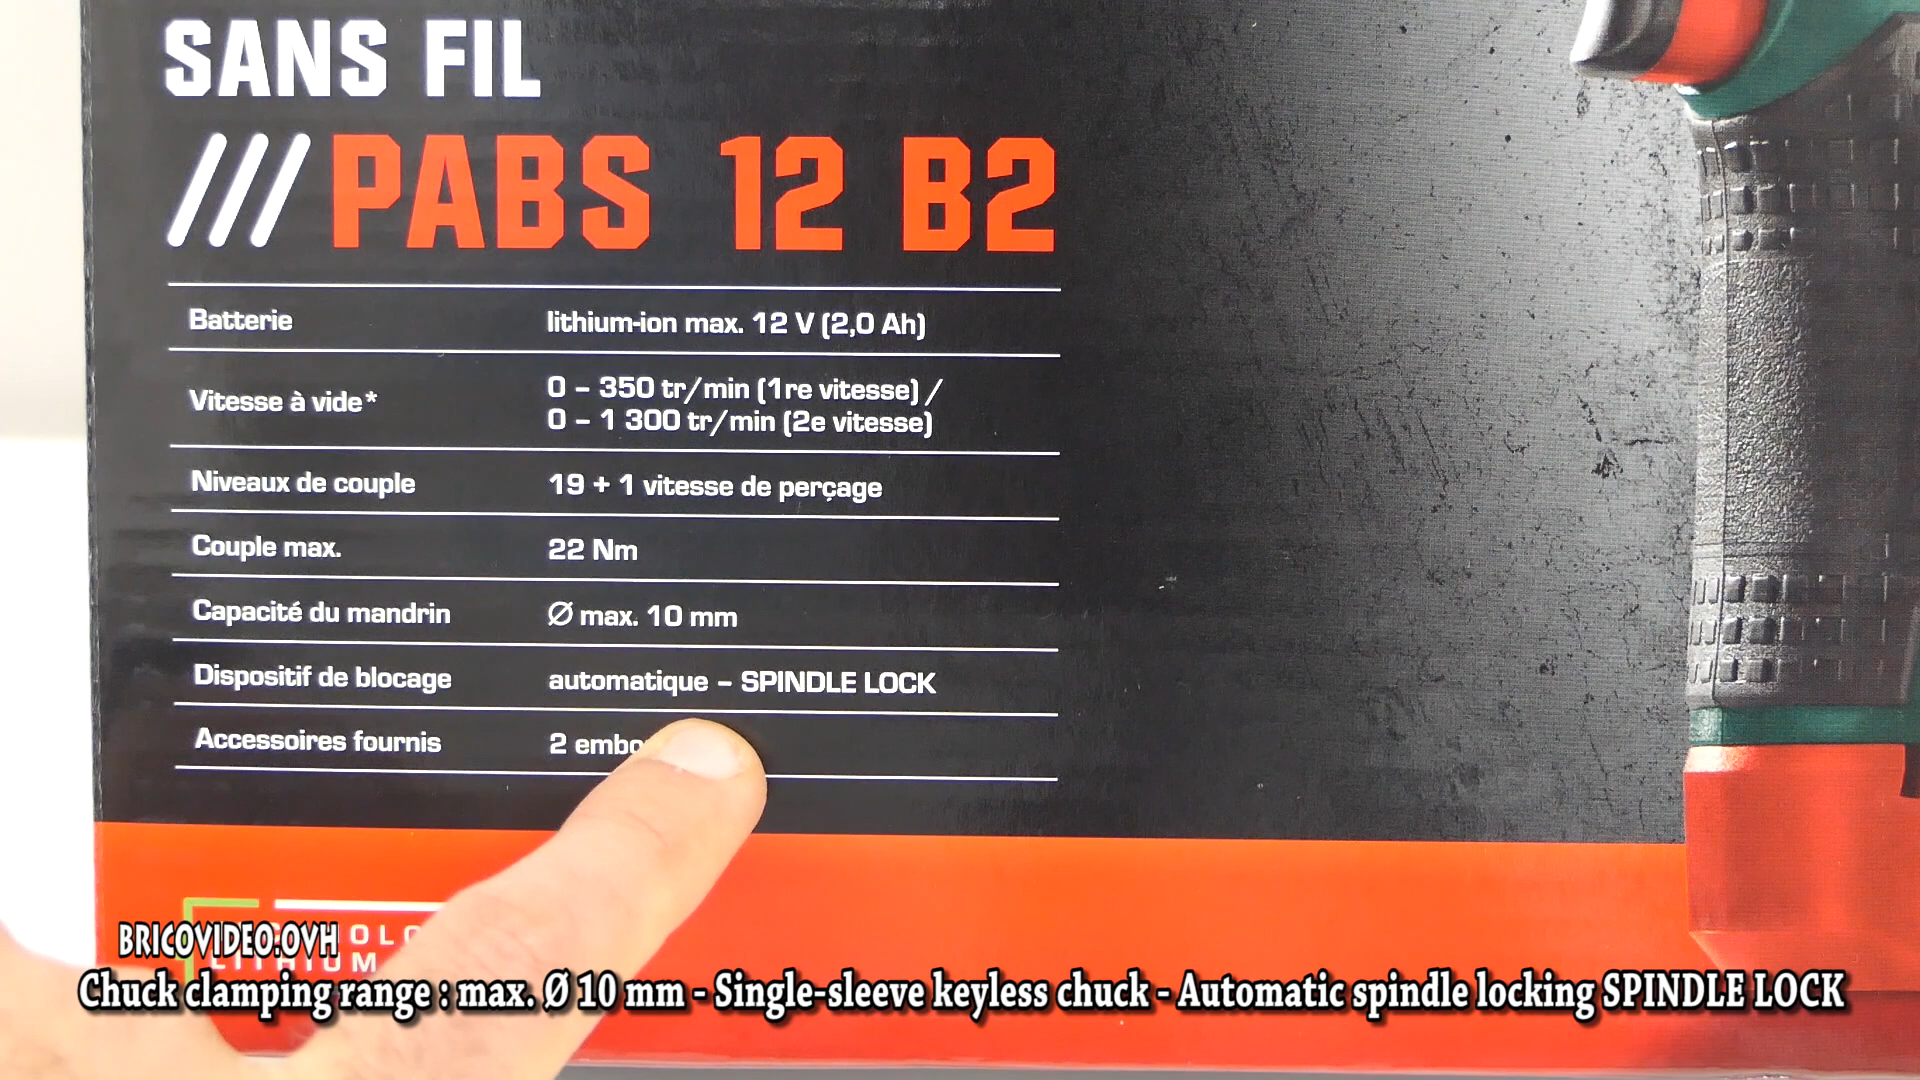 SANS FIL
/// PABS 12 B2
Batterie lithium-ion max. 12 V (2,0 Ah)
Vitesse à vide* 0 – 350 tr/min (1re vitesse) /
0 – 1 300 tr/min (2e vitesse)
Niveaux de couple 19 + 1 vitesse de perçage
Couple max. 22 Nm
Capacité du mandrin Ø max. 10 mm
Dispositif de blocage automatique – SPINDLE LOCK
Accessoires fournis 2
BRICOVIDEO.OVH
LITHIUM
Chuck clamping range : max. Ø 10 mm - Single-sleeve keyless chuck - Automatic spindle locking SPINDLE LOCK